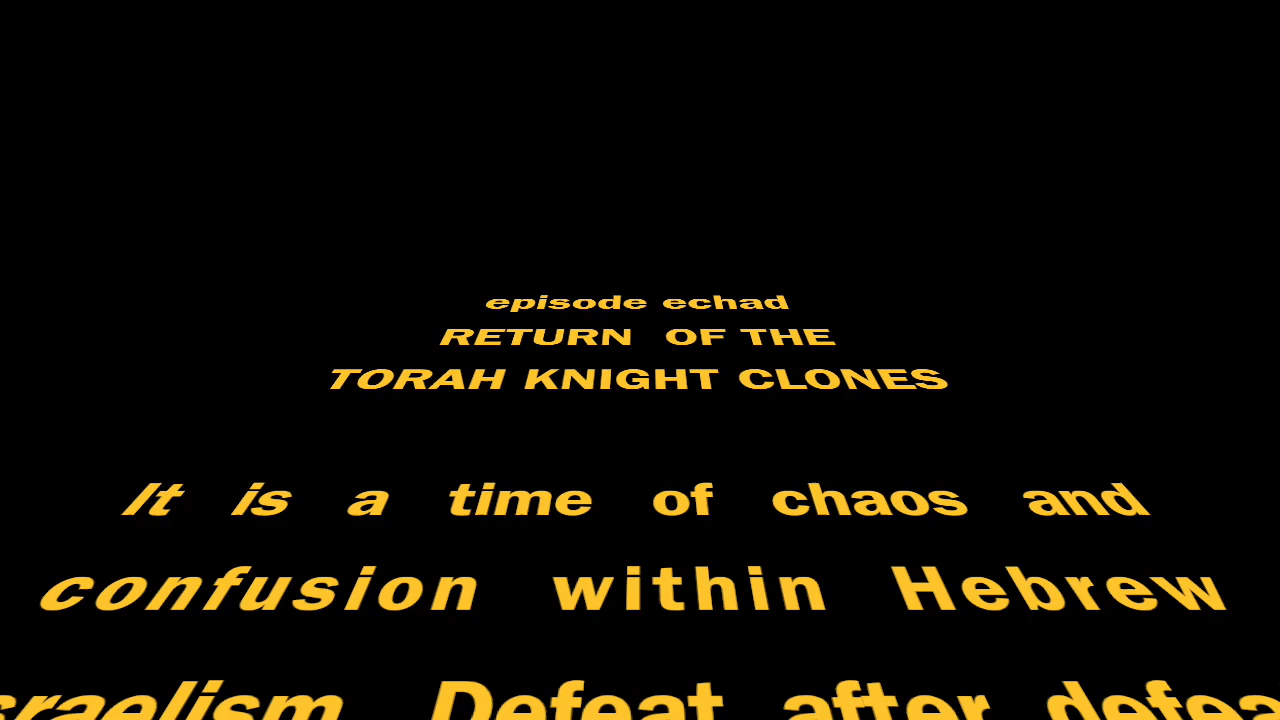 episode echad
RETURN OF THE
TORAH KNIGHT CLONES
It is a time of chaos and
confusion within Hebrew
Defeat after